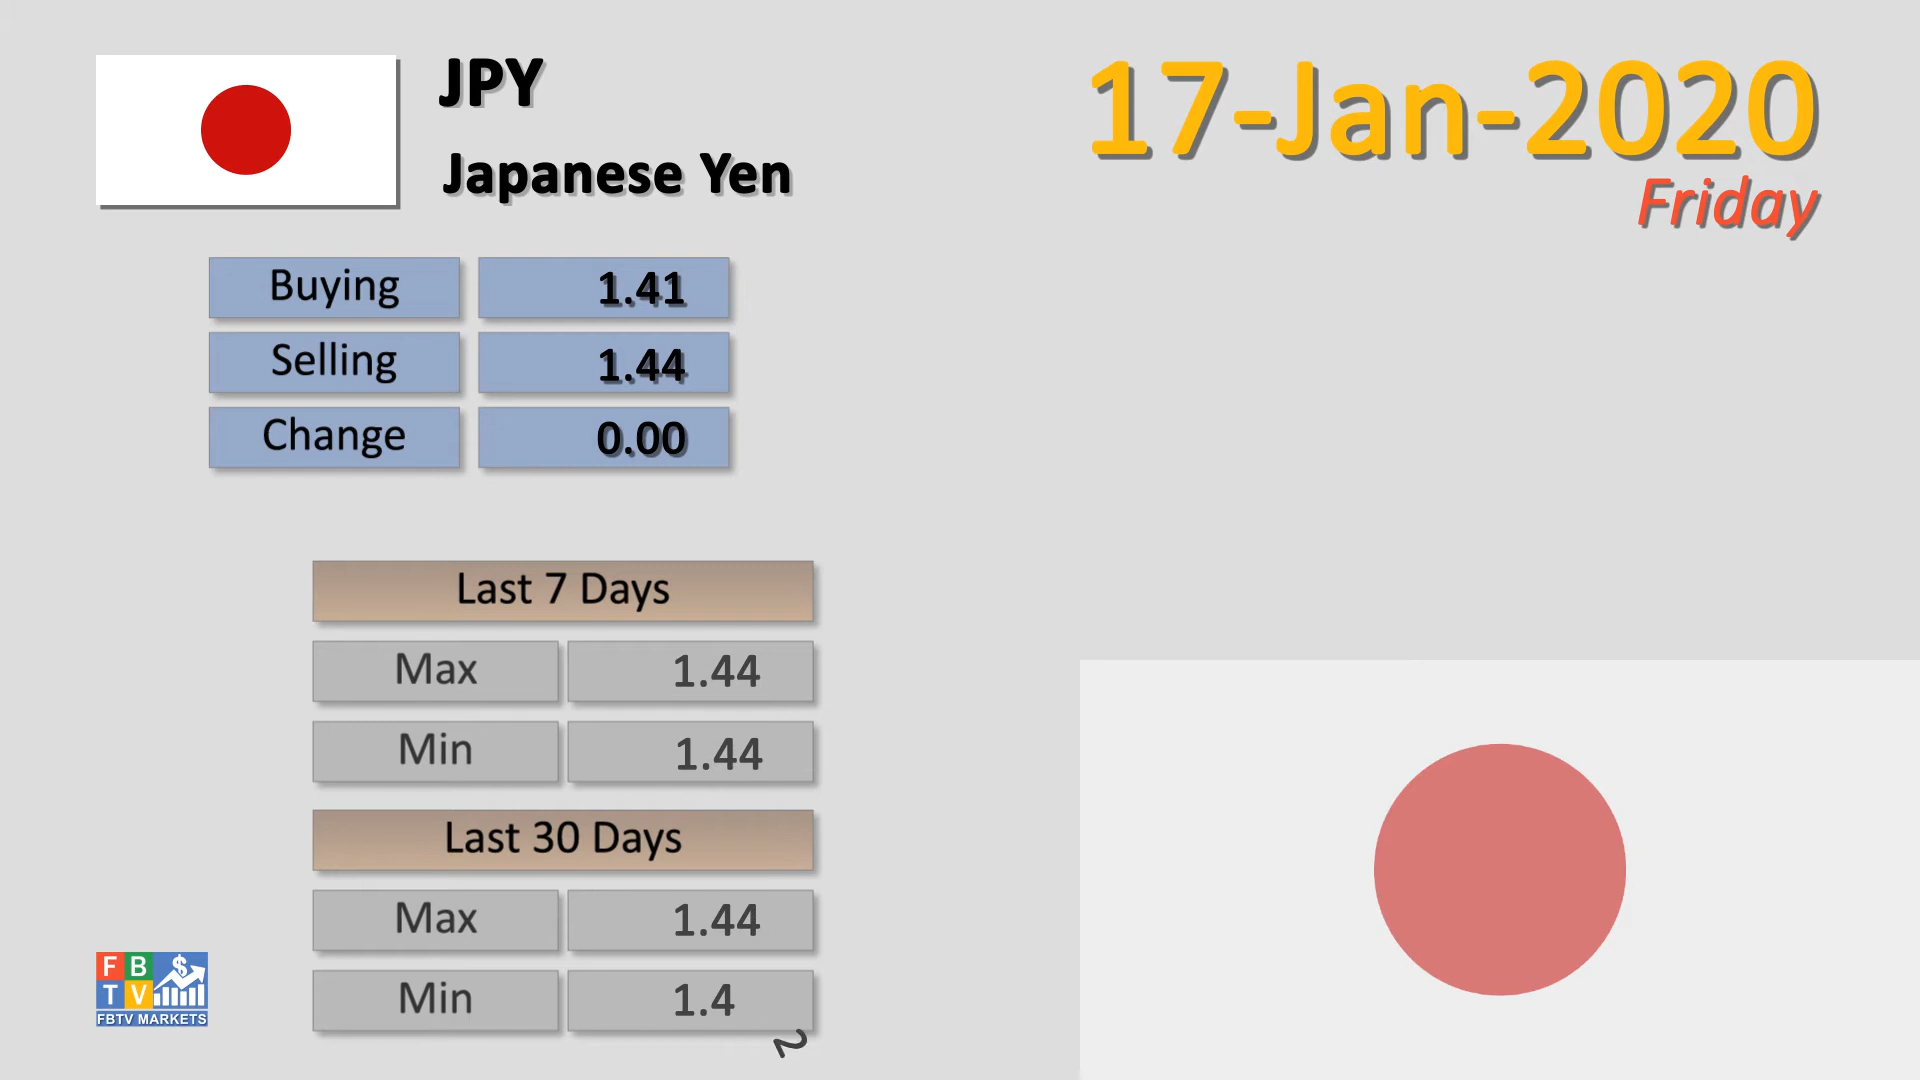 JPY
Japanese Yen
17-Jan-2020
Friday
Buying 1.41
Selling 1.44
Change 0.00
Last 7 Days
Max 1.44
Min 1.44
Last 30 Days
Max 1.44
Min 1.42
F B
T V $
FBTV MARKETS